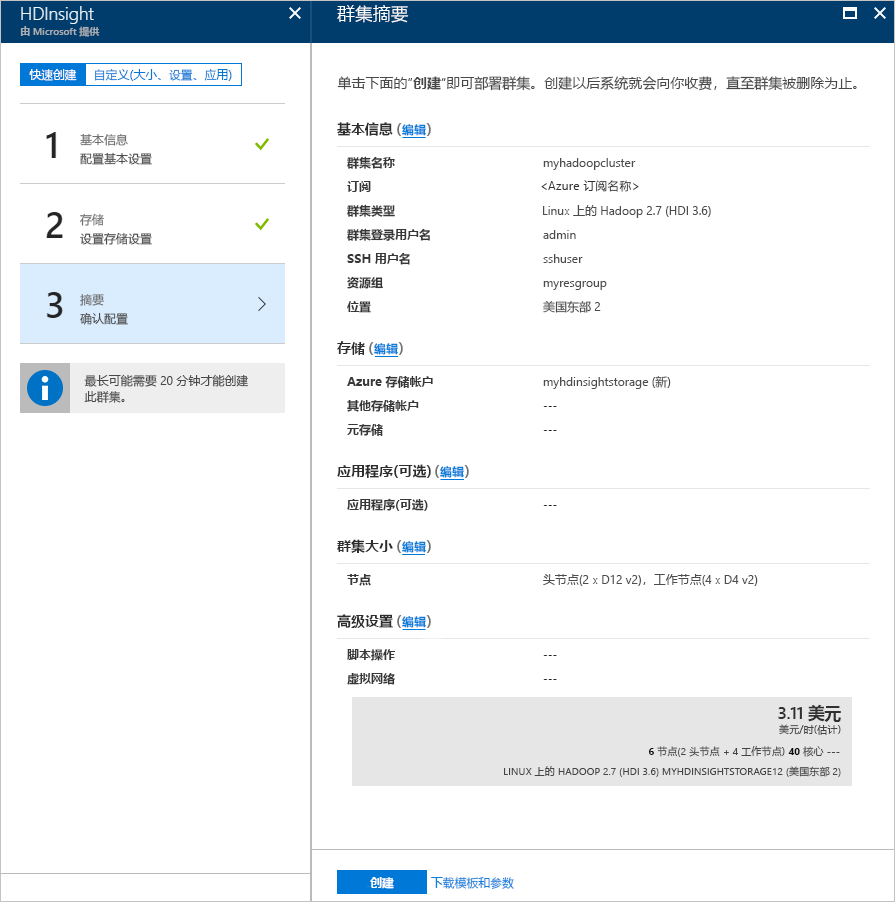 HDInsight
由 Microsoft 提供
快速创建 自定义(大小、设置、应用)
1 基本信息
配置基本设置
2 存储
设置存储设置
3 摘要
确认配置
最长可能需要 20 分钟才能创建
此群集。
群集摘要
单击下面的“创建”即可部署群集。创建以后系统就会向你收费，直至群集被删除为止。
基本信息 (编辑)
群集名称 myhadoopcluster
订阅 <Azure 订阅名称>
群集类型 Linux 上的 Hadoop 2.7 (HDI 3.6)
群集登录用户名 admin
SSH 用户名 sshuser
资源组 myresgroup
位置 美国东部 2
存储 (编辑)
Azure 存储帐户 myhdinsightstorage (新)
其他存储帐户 ---
元存储 ---
应用程序(可选) (编辑)
应用程序(可选) ---
群集大小 (编辑)
节点 头节点(2 x D12 v2)，工作节点(4 x D4 v2)
高级设置 (编辑)
脚本操作 ---
虚拟网络 ---
3.11 美元
美元/时(估计)
6 节点(2 头节点 + 4 工作节点) 40 核心 ---
LINUX 上的 HADOOP 2.7 (HDI 3.6) MYHDINSIGHTSTORAGE12 (美国东部 2)
创建 下载模板和参数